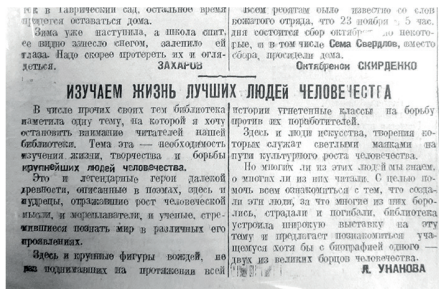 в Таврический сад, остальное время
придется оставаться дома.
Зима уже наступила, а школа спит,
ее видно занесло снегом, залепило ей
глаза. Надо скорее протереть их и огля-
деться.
ЗАХАРОВ
Всем ребятам было известно со слов
вожатого отряда, что 23 ноября в 5 час.
дня состоится сбор октябрят но некото-
рые, в том числе Сема Свердлов, вместо
сбора, просидели дома.
Октябренок СКИРДЕНКО
ИЗУЧАЕМ ЖИЗНЬ ЛУЧШИХ ЛЮДЕЙ ЧЕЛОВЕЧЕСТВА
В числе прочих своих тем библиотека
наметила одну тему, на которой я хочу
остановить внимание читателей нашей
библиотеки. Тема эта — необходимость
изучения жизни, творчества и борьбы
крупнейших людей человечества.
Это и легендарные герои далекой
древности, описанные в поэмах, здесь и
мудрецы, отражавшие рост человеческой
мысли, и мореплаватели, и ученые, стре-
мившиеся познать мир в различных его
проявлениях.
Здесь и крупные фигуры вождей, не
раз поднимавших на протяжении всей
истории угнетенные классы на борьбу
против их поработителей.
Здесь и люди искусства, творения ко-
торых служат светлыми маяками на
пути культурного роста человечества.
Но многих ли из этих людей мы знаем,
о многих ли из них читали. С целью по-
мочь всем ознакомиться с тем, что созда-
ли эти люди, за что многие из них боро-
лись, страдали и погибали, библиотека
устроила широкую выставку на эту
тему и предлагает познакомиться уча-
щемуся хотя бы с биографией одного —
двух из великих борцов человечества.
Я. УНАНОВА